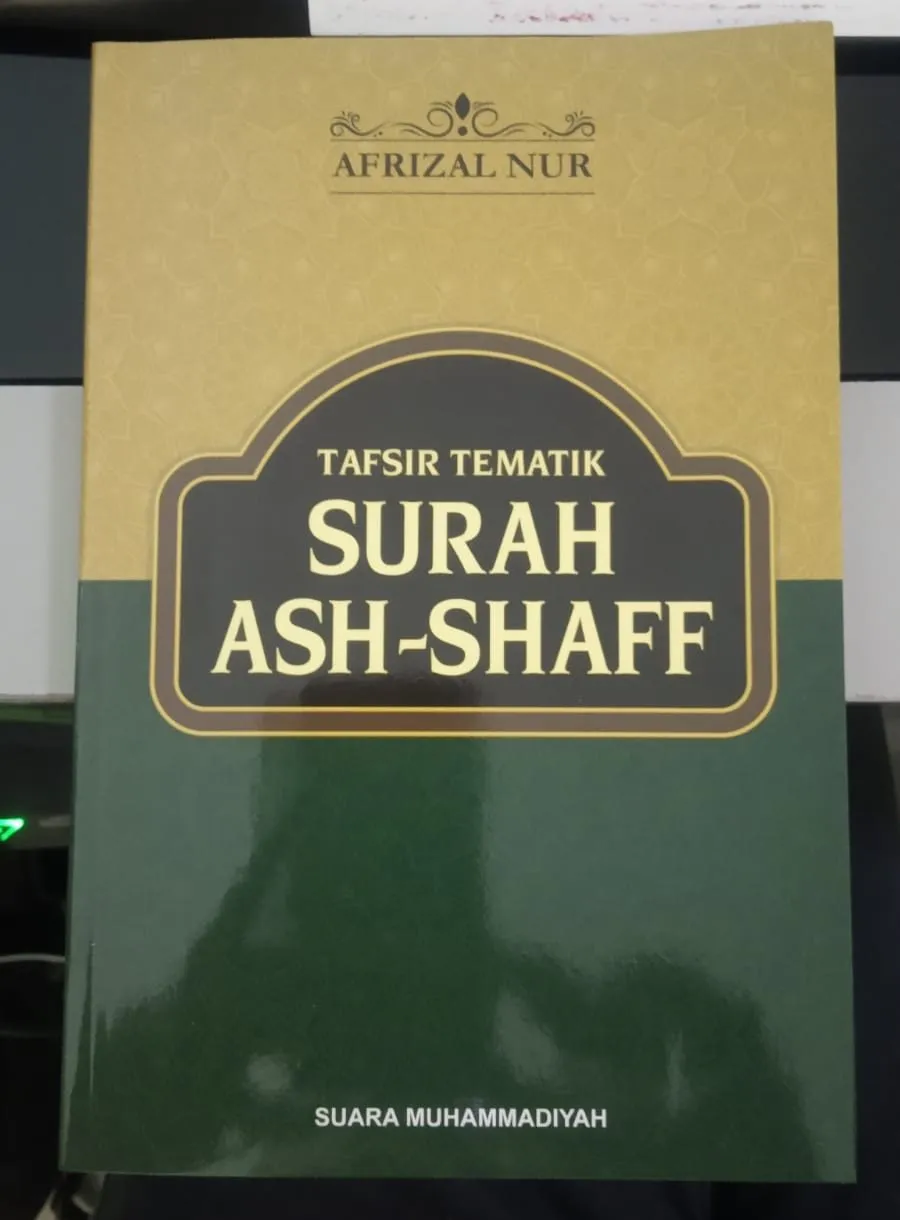 AFRIZAL NUR
TAFSIR TEMATIK
SURAH
ASH-SHAFF
SUARA MUHAMMADIYAH